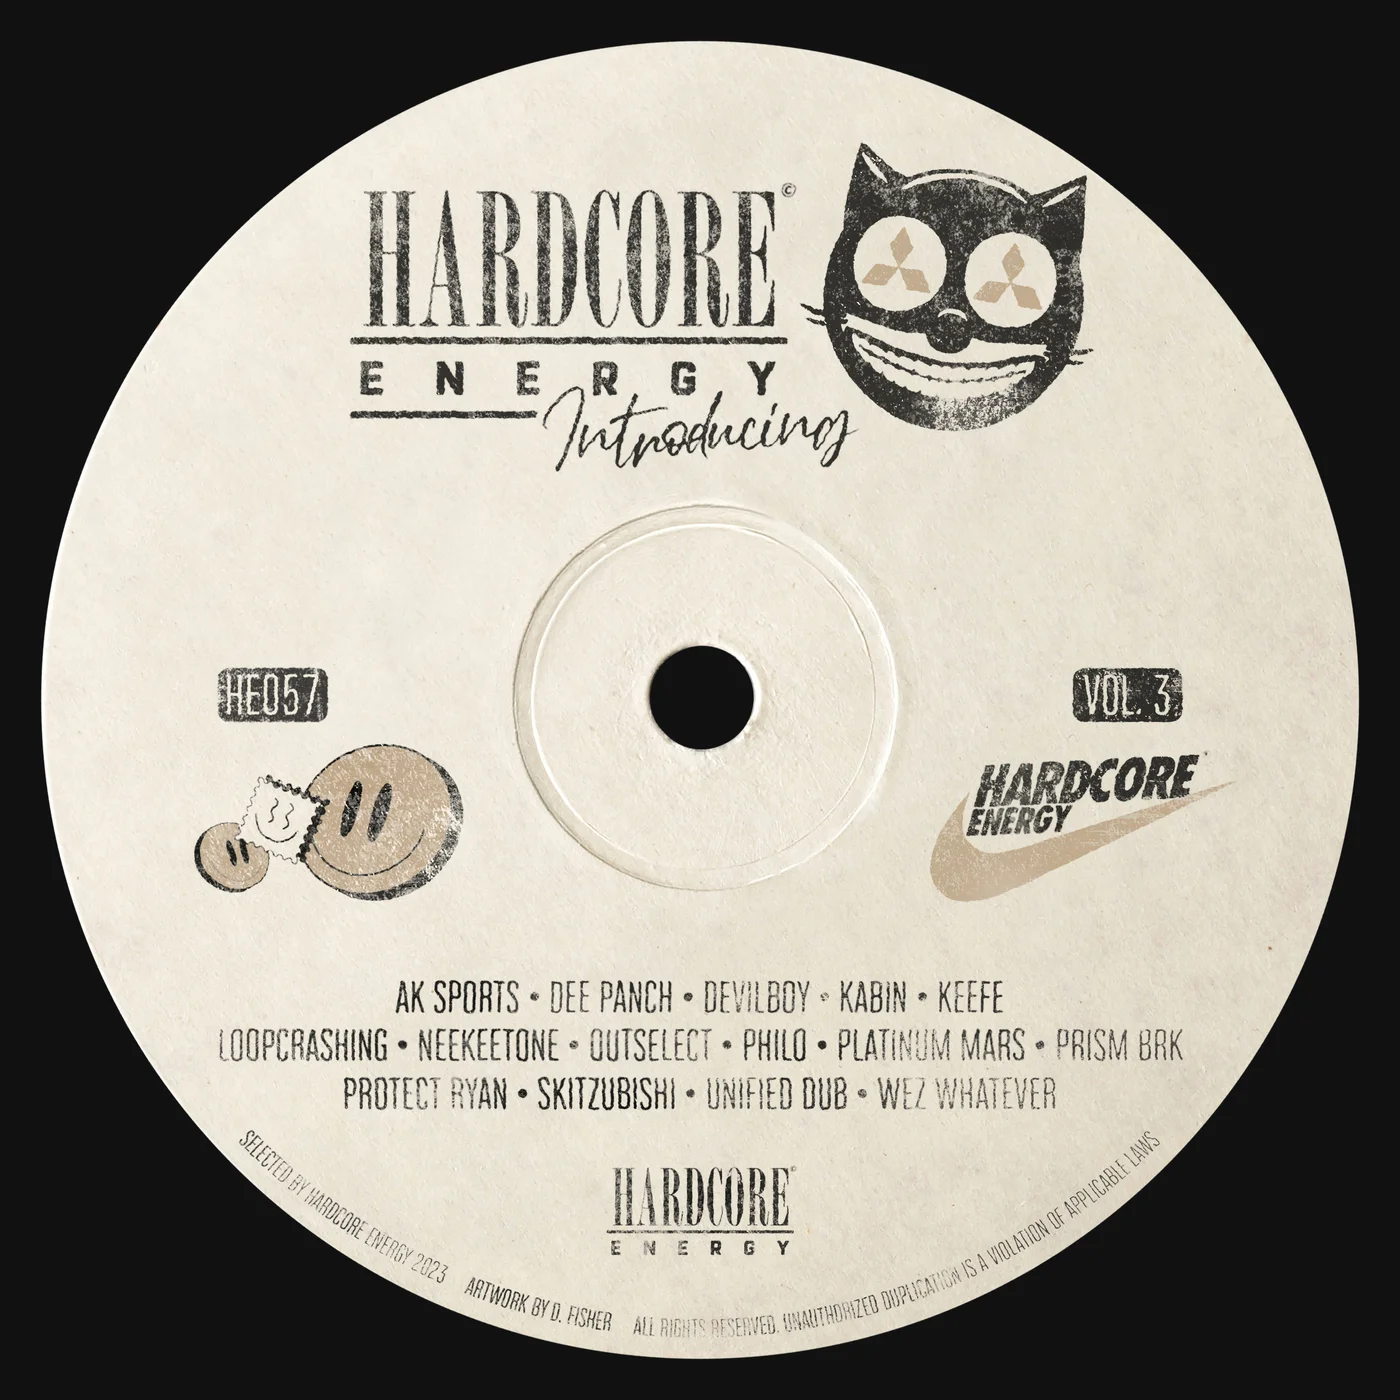 HARDCORE©
ENERGY
Introducing
HE057
VOL. 3
HARDCORE
ENERGY
AK SPORTS • DEE PANCH • DEVILBOY • KABIN • KEEFE
LOOPCRASHING • NEEKEETONE • OUTSELECT • PHILO • PLATINUM MARS • PRISM BRK
PROTECT RYAN • SKITZUBISHI • UNIFIED DUB • WEZ WHATEVER
HARDCORE
ENERGY
SELECTED BY HARDCORE ENERGY 2023 ARTWORK BY D. FISHER ALL RIGHTS RESERVED. UNAUTHORIZED DUPLICATION IS A VIOLATION OF APPLICABLE LAWS